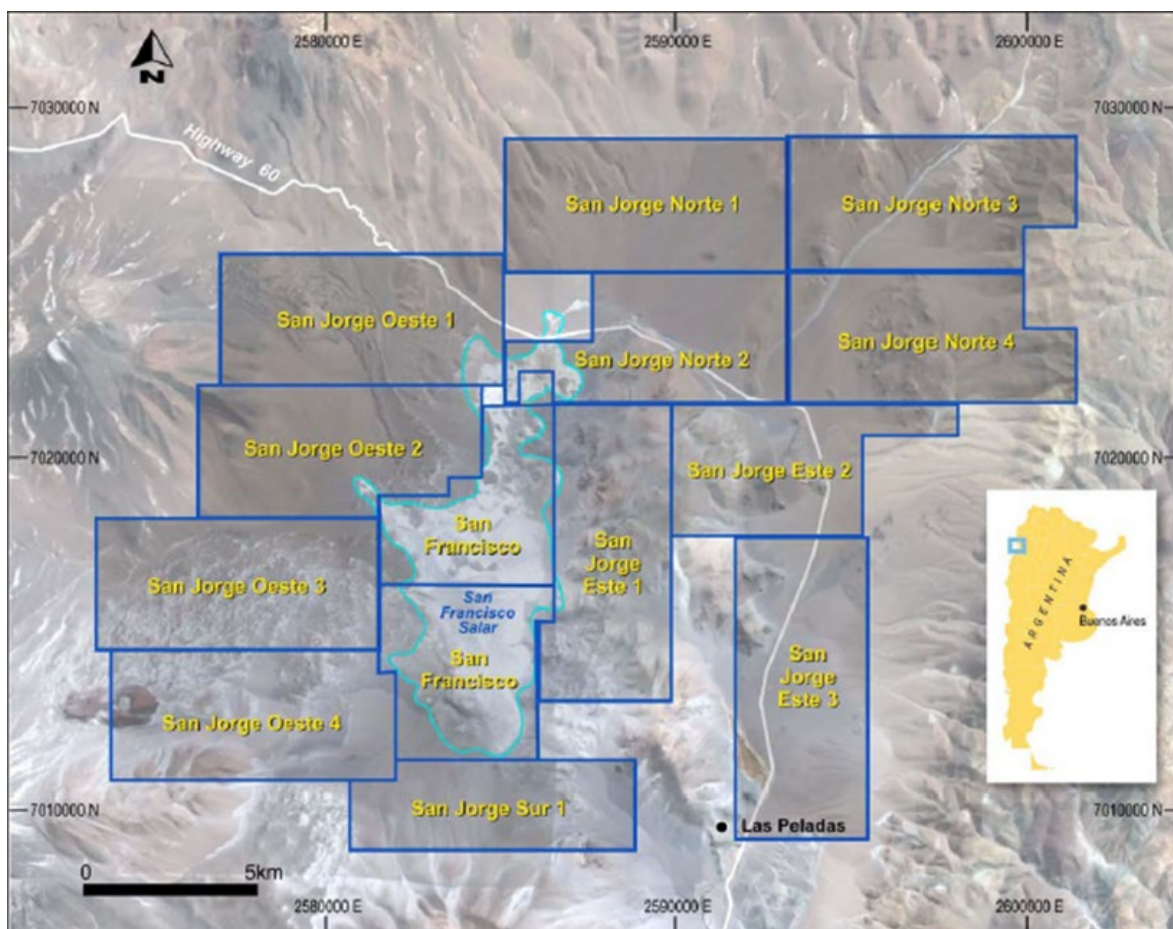 2580000 E
2590000 E
2600000 E
N
7030000 N
7030000 N
Highway 60
San Jorge Norte 1
San Jorge Norte 3
San Jorge Oeste 1
San Jorge Norte 2
San Jorge Norte 4
San Jorge Oeste 2
San Jorge Este 2
7020000 N
7020000 N
San
Francisco
San
Jorge
Este 1
San Jorge Oeste 3
San
Francisco
Salar
San
Francisco
San
Jorge
Este 3
San Jorge Oeste 4
ARGENTINA
Buenos Aires
7010000 N
7010000 N
San Jorge Sur 1
Las Peladas
0
5km
2580000 E
2590000 E
2600000 E